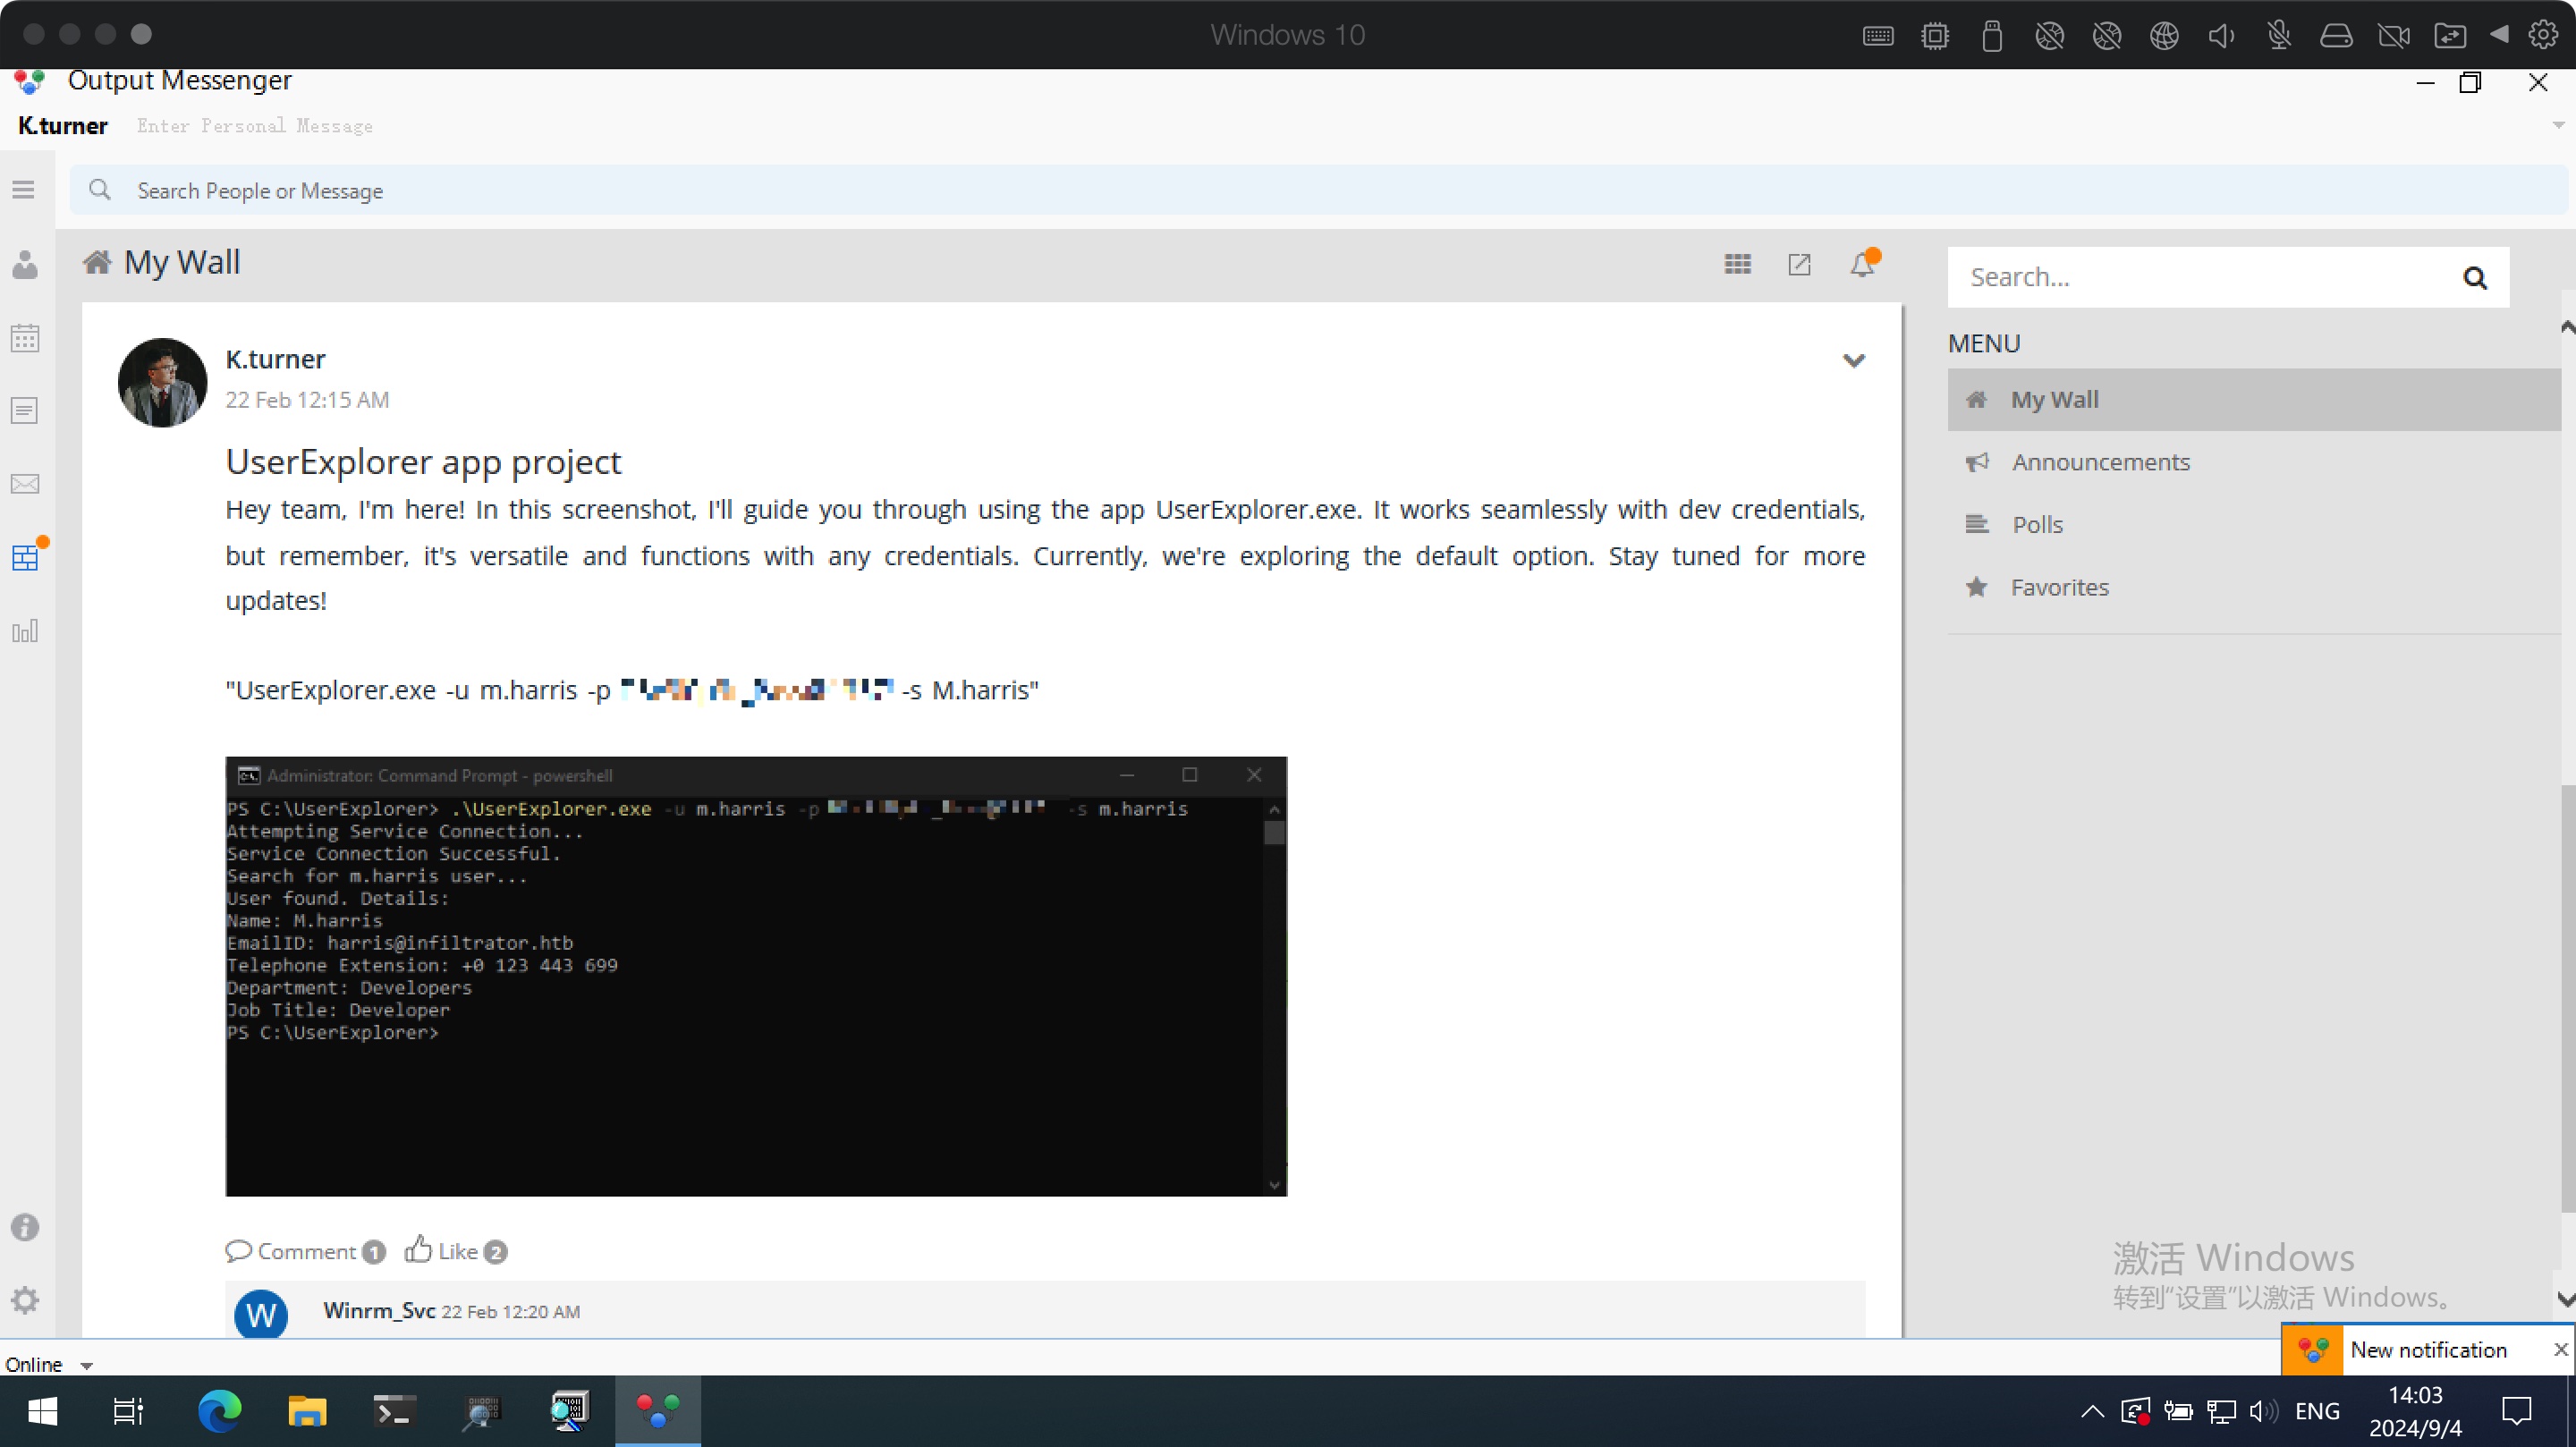 Windows 10
Output Messenger
K.turner Enter Personal Message
Search People or Message
My Wall
K.turner
22 Feb 12:15 AM
UserExplorer app project
Hey team, I'm here! In this screenshot, I'll guide you through using the app UserExplorer.exe. It works seamlessly with dev credentials,
but remember, it's versatile and functions with any credentials. Currently, we're exploring the default option. Stay tuned for more
updates!
"UserExplorer.exe -u m.harris -p -s M.harris"
Administrator: Command Prompt - powershell
PS C:\UserExplorer> .\UserExplorer.exe -u m.harris -p -s m.harris
Attempting Service Connection...
Service Connection Successful.
Search for m.harris user...
User found. Details:
Name: M.harris
EmailID: harris@infiltrator.htb
Telephone Extension: +0 123 443 699
Department: Developers
Job Title: Developer
PS C:\UserExplorer>
Comment 1 Like 2
W
Winrm_Svc 22 Feb 12:20 AM
Search...
MENU
My Wall
Announcements
Polls
Favorites
激活 Windows
转到“设置”以激活 Windows。
New notification
Online
ENG
14:03
2024/9/4